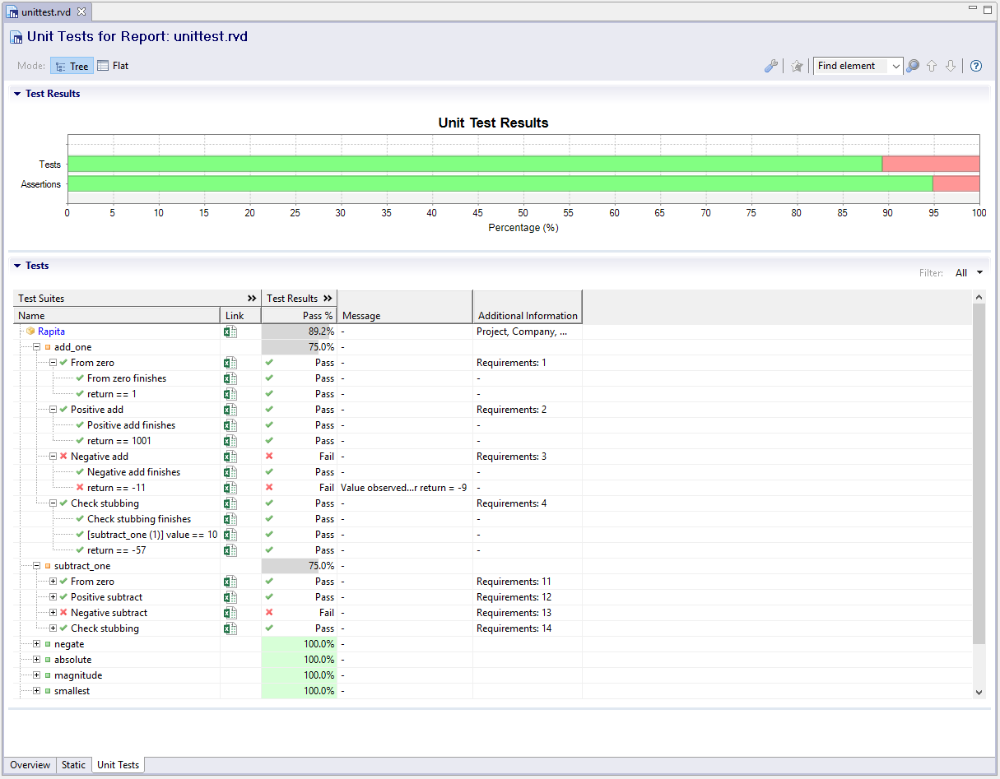 unittest.rvd
Unit Tests for Report: unittest.rvd
Mode: Tree Flat Find element
Test Results
Unit Test Results
Tests
Assertions
0 5 10 15 20 25 30 35 40 45 50 55 60 65 70 75 80 85 90 95 100
Percentage (%)
Tests
Filter: All
Test Suites Test Results
Name Link Pass % Message Additional Information
Rapita 89.2% - Project, Company, ...
add_one 75.0% -
From zero Pass - Requirements: 1
From zero finishes Pass - -
return == 1 Pass - -
Positive add Pass - Requirements: 2
Positive add finishes Pass - -
return == 1001 Pass - -
Negative add Fail - Requirements: 3
Negative add finishes Pass - -
return == -11 Fail Value observed...r return = -9 -
Check stubbing Pass - Requirements: 4
Check stubbing finishes Pass - -
[subtract_one (1)] value == 10 Pass - -
return == -57 Pass - -
subtract_one 75.0% -
From zero Pass - Requirements: 11
Positive subtract Pass - Requirements: 12
Negative subtract Fail - Requirements: 13
Check stubbing Pass - Requirements: 14
negate 100.0% -
absolute 100.0% -
magnitude 100.0% -
smallest 100.0% -
Overview Static Unit Tests